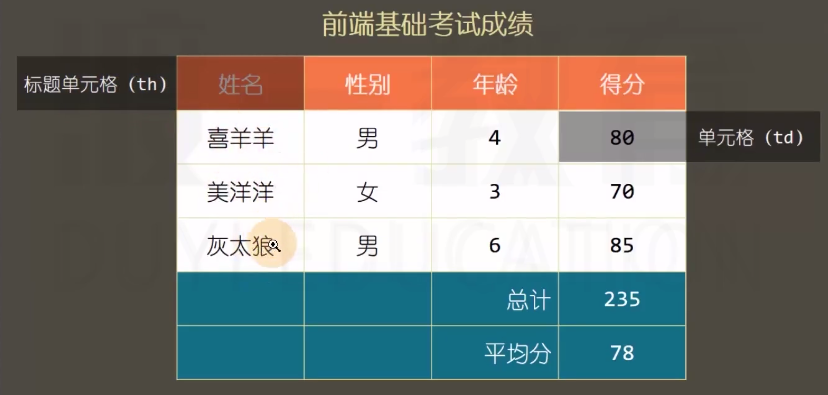 前端基础考试成绩
标题单元格 (th) 姓名 性别 年龄 得分
喜羊羊 男 4 80 单元格 (td)
美洋洋 女 3 70
灰太狼 男 6 85
总计 235
平均分 78
DUYI EDUCATION